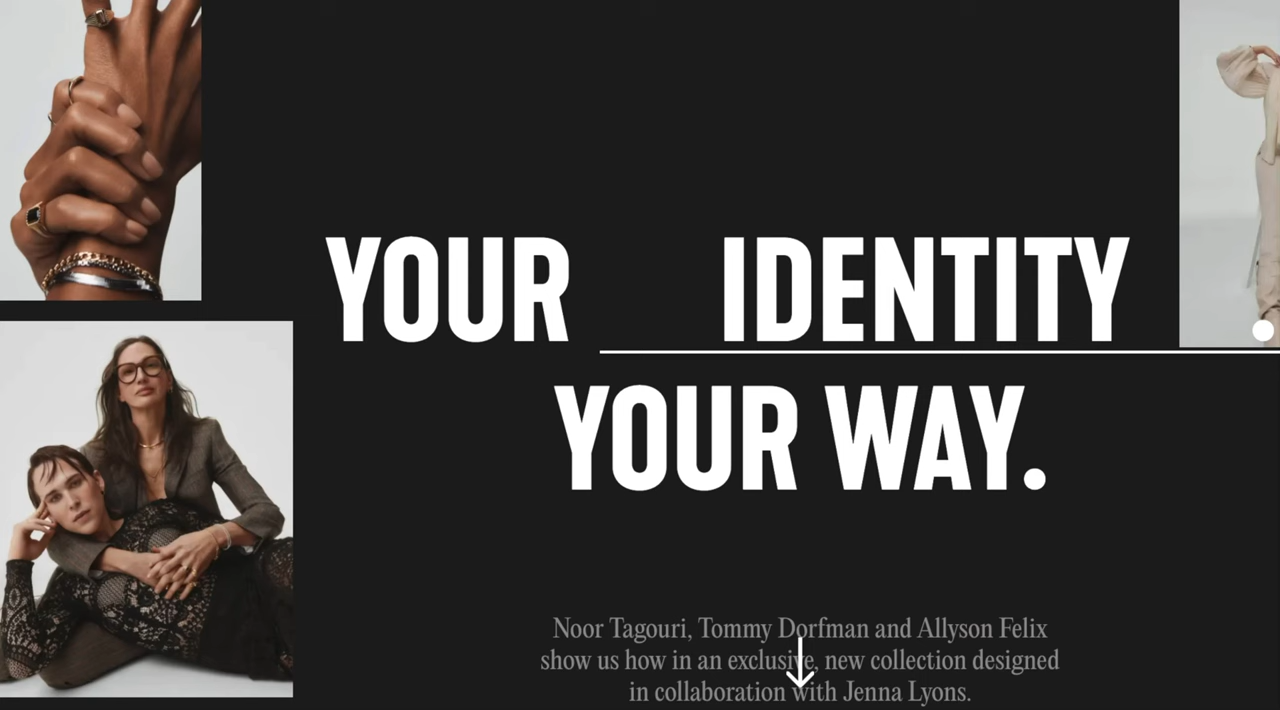 YOUR IDENTITY
YOUR WAY.
Noor Tagouri, Tommy Dorfman and Allyson Felix
show us how in an exclusive, new collection designed
in collaboration with Jenna Lyons.